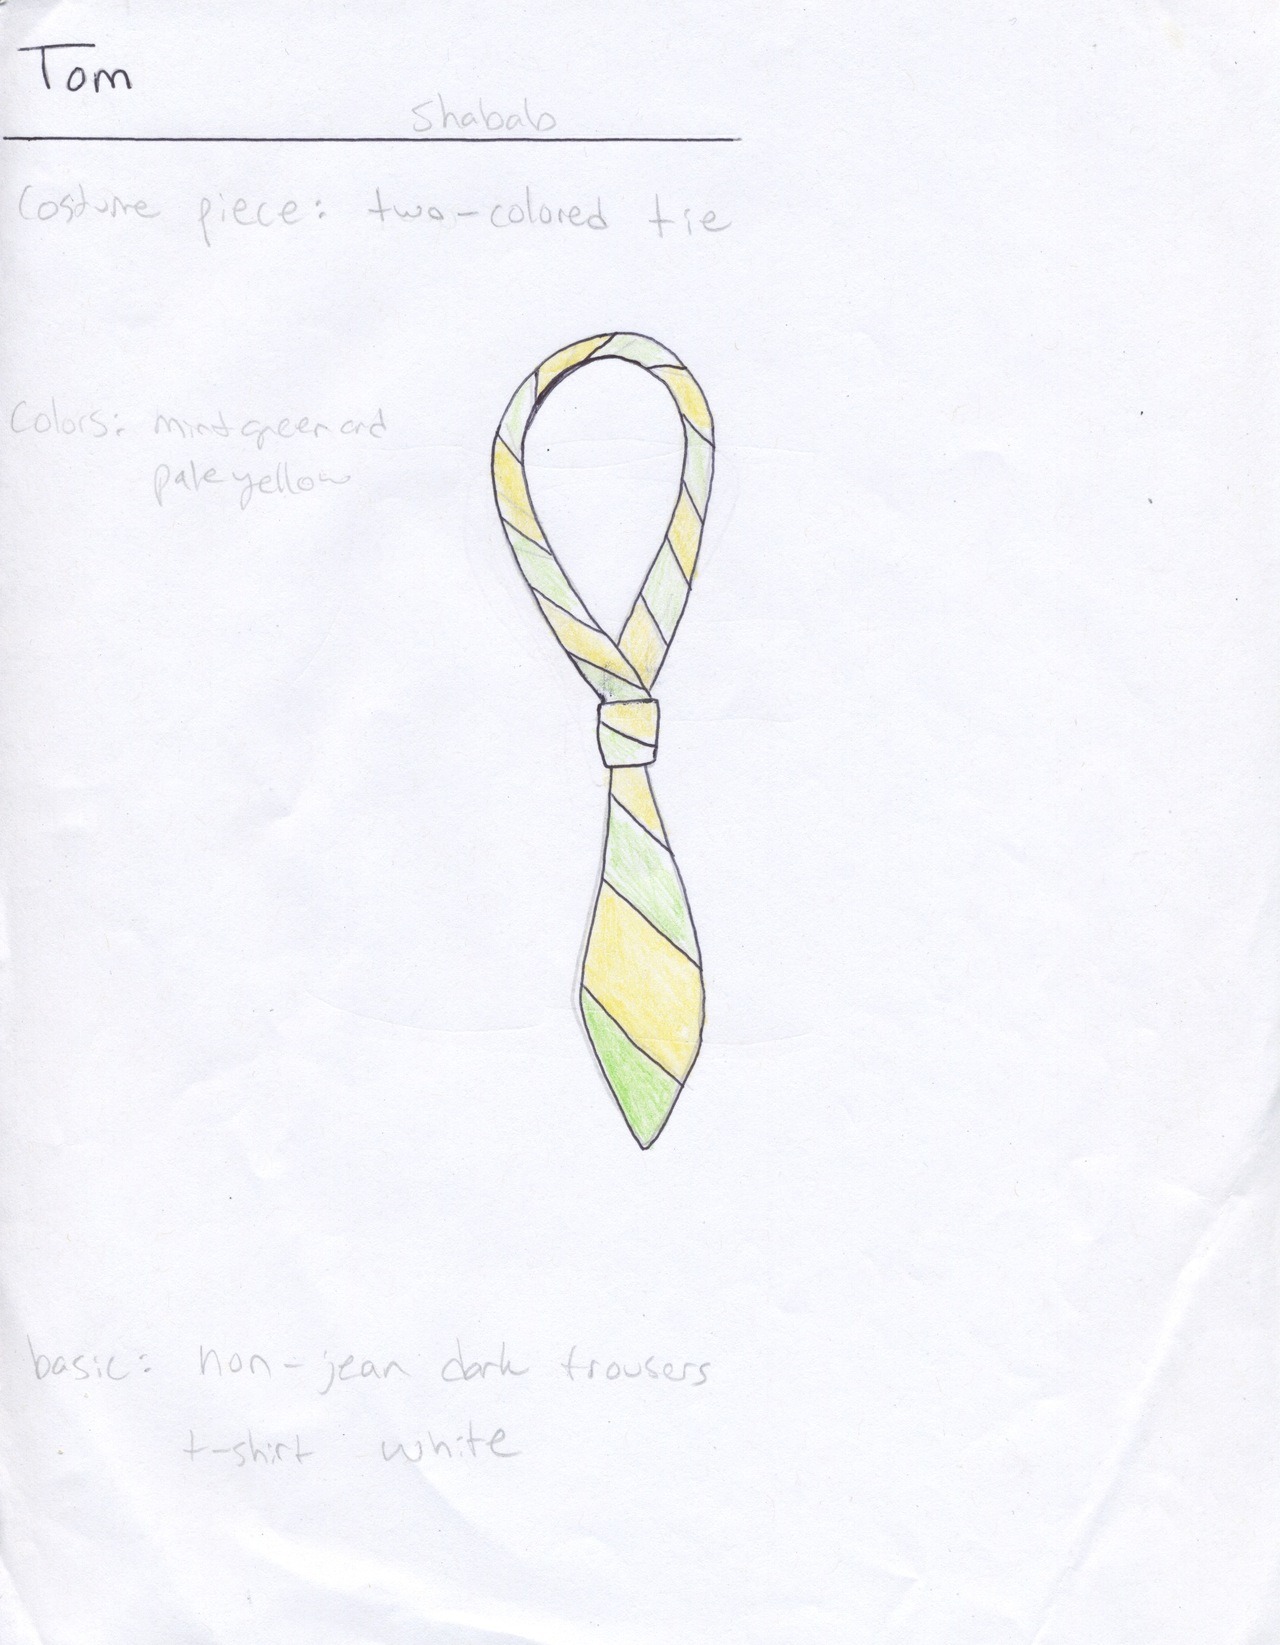 Tom
Shabab
Costume piece: two-colored tie
Colors: mint green and
pale yellow
basic: non-jean dark trousers
t-shirt white